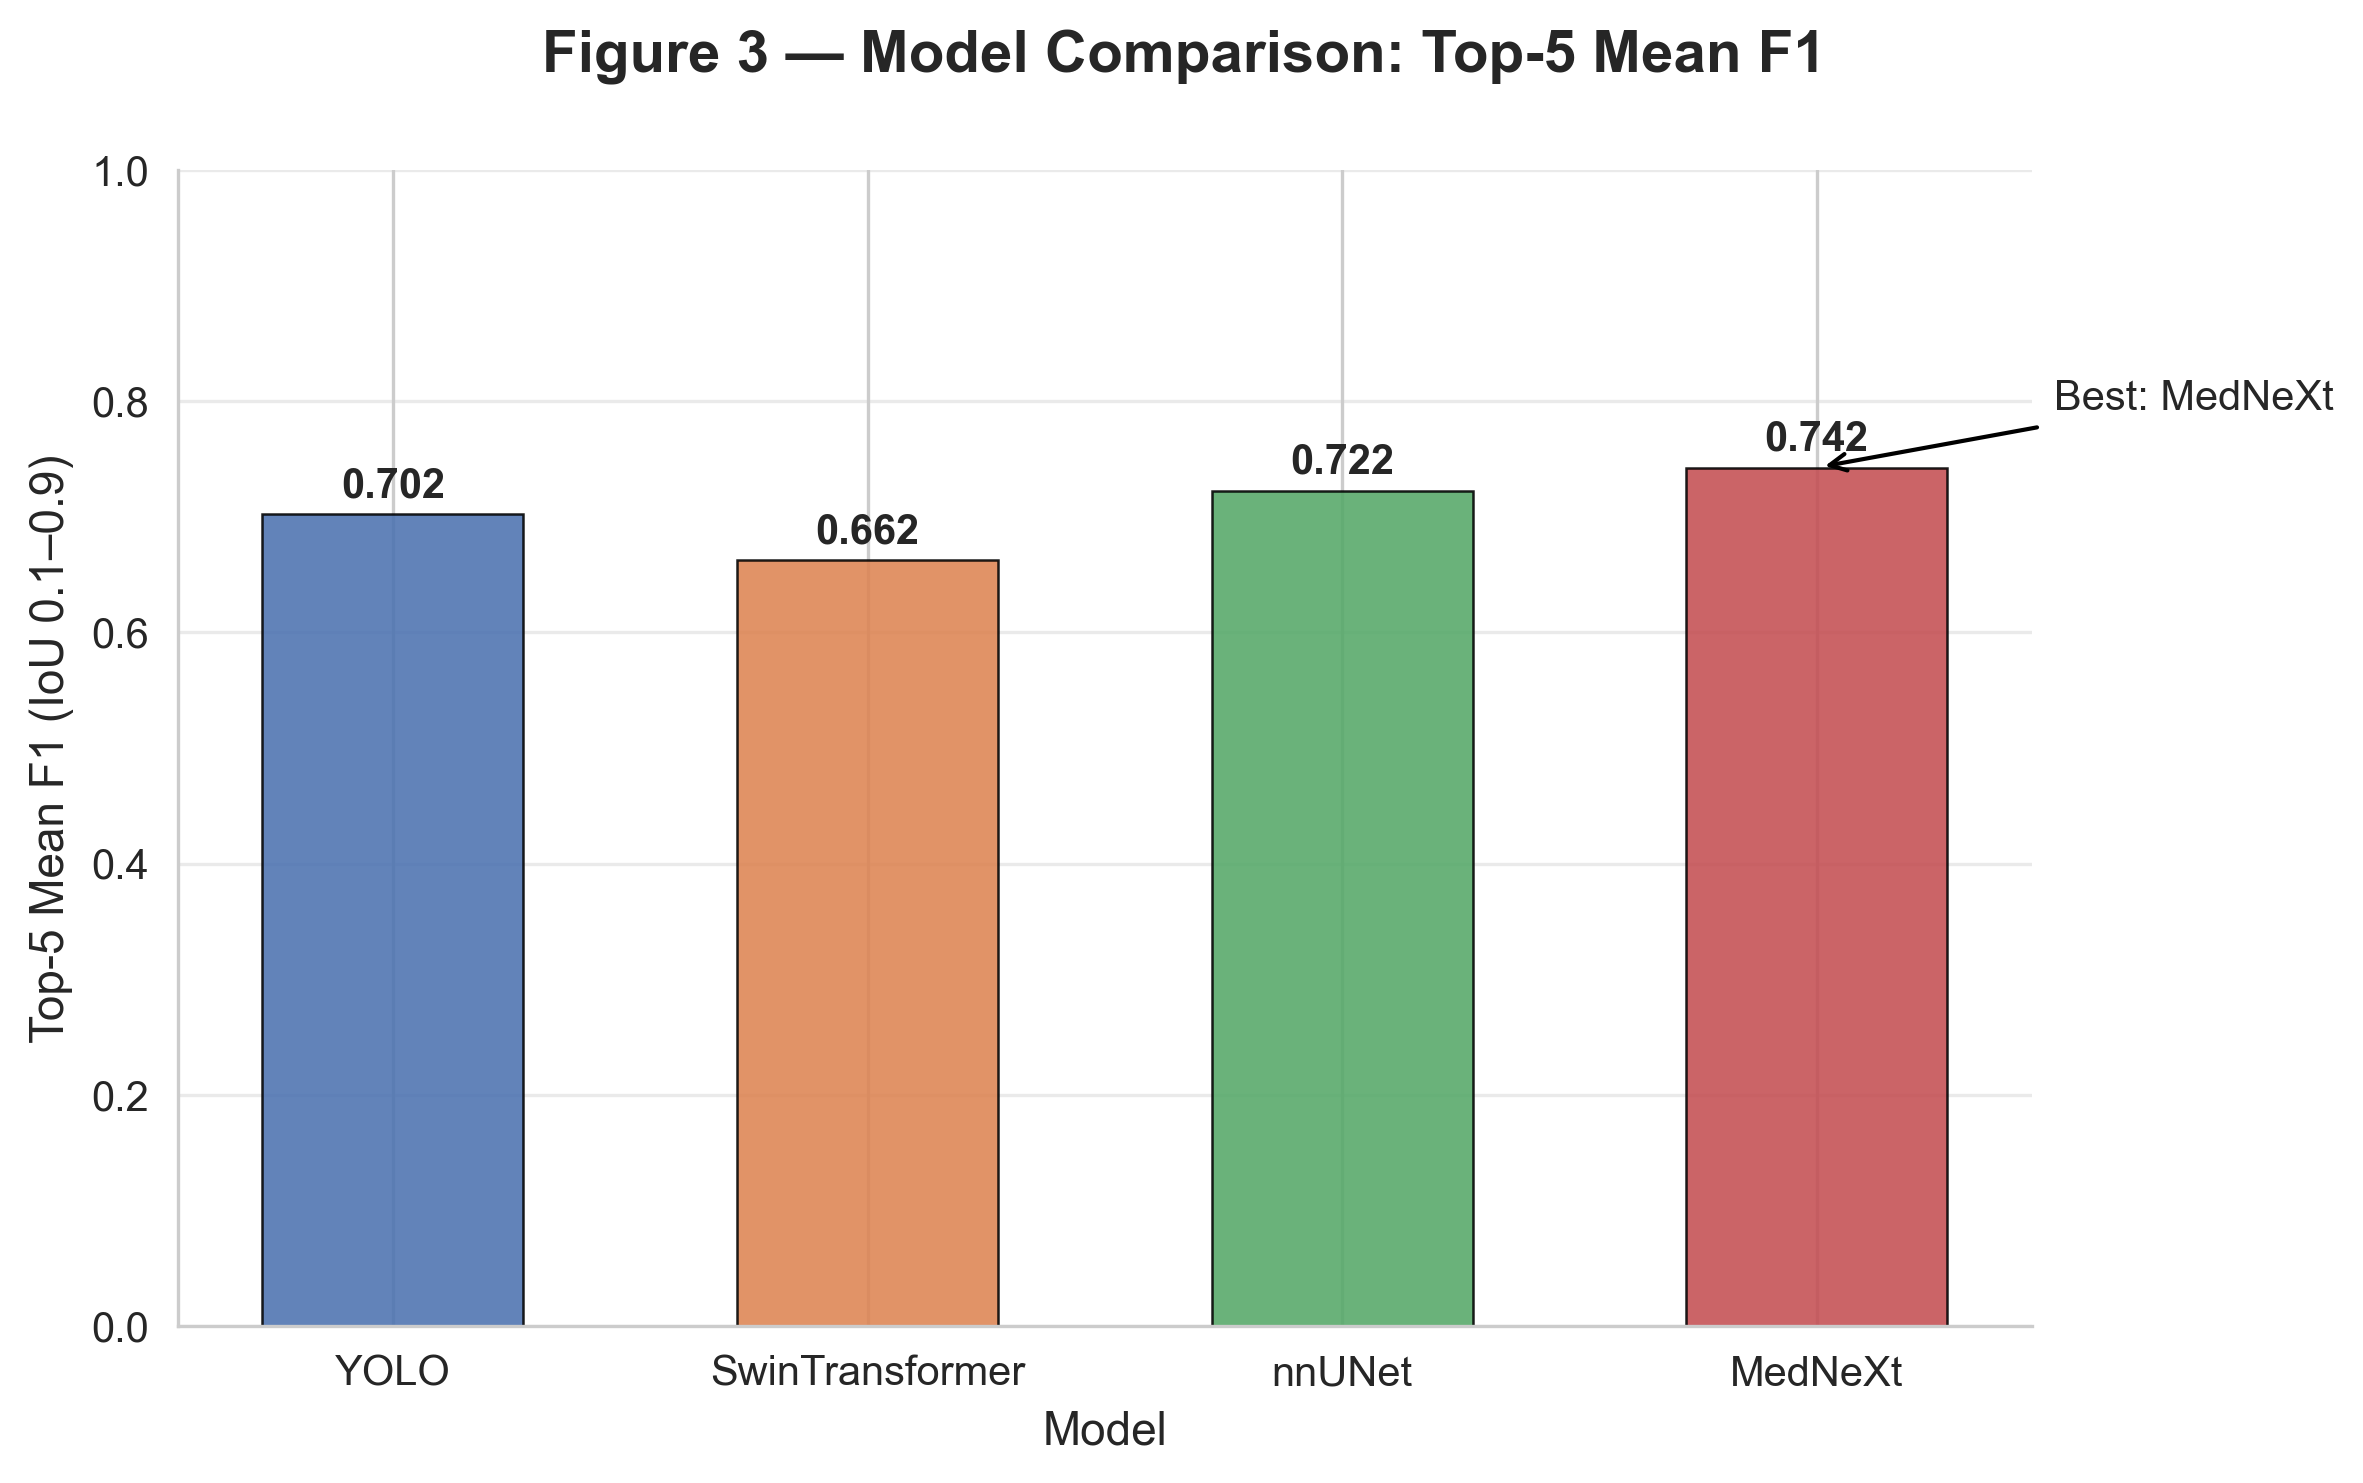 Figure 3 — Model Comparison: Top-5 Mean F1
Top-5 Mean F1 (IoU 0.1–0.9)
1.0
0.8
0.6
0.4
0.2
0.0
0.702
0.662
0.722
0.742
Best: MedNeXt
YOLO
SwinTransformer
nnUNet
MedNeXt
Model